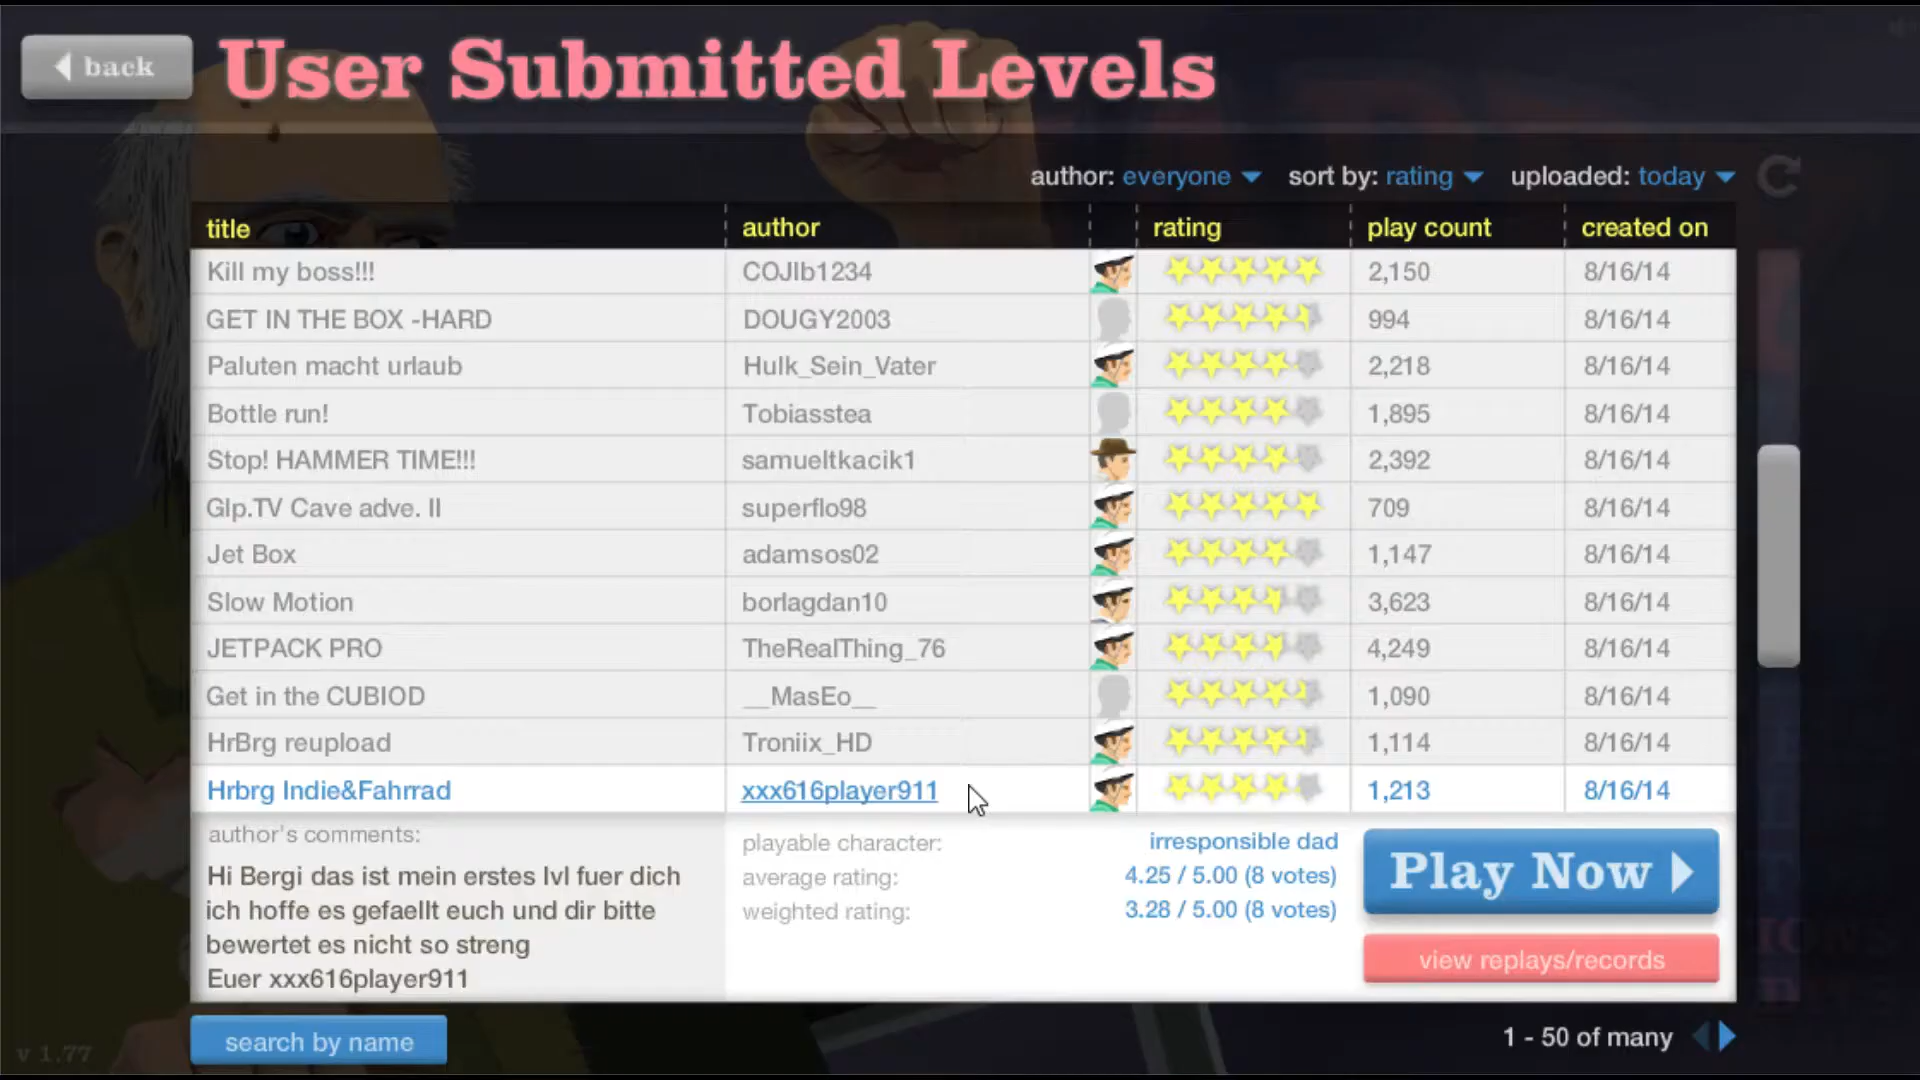 back
User Submitted Levels
author: everyone sort by: rating uploaded: today
title author rating play count created on
Kill my boss!!! COJIb1234 2,150 8/16/14
GET IN THE BOX -HARD DOUGY2003 994 8/16/14
Paluten macht urlaub Hulk_Sein_Vater 2,218 8/16/14
Bottle run! Tobiasstea 1,895 8/16/14
Stop! HAMMER TIME!!! samueltkacik1 2,392 8/16/14
Glp.TV Cave adve. II superflo98 709 8/16/14
Jet Box adamsos02 1,147 8/16/14
Slow Motion borlagdan10 3,623 8/16/14
JETPACK PRO TheRealThing_76 4,249 8/16/14
Get in the CUBIOD __MasEo__ 1,090 8/16/14
HrBrg reupload Troniix_HD 1,114 8/16/14
Hrbrg Indie&Fahrrad xxx616player911 1,213 8/16/14
author's comments:
Hi Bergi das ist mein erstes lvl fuer dich
ich hoffe es gefaellt euch und dir bitte
bewertet es nicht so streng
Euer xxx616player911
playable character: irresponsible dad
average rating: 4.25 / 5.00 (8 votes)
weighted rating: 3.28 / 5.00 (8 votes)
Play Now
view replays/records
search by name
1 - 50 of many
v 1.77